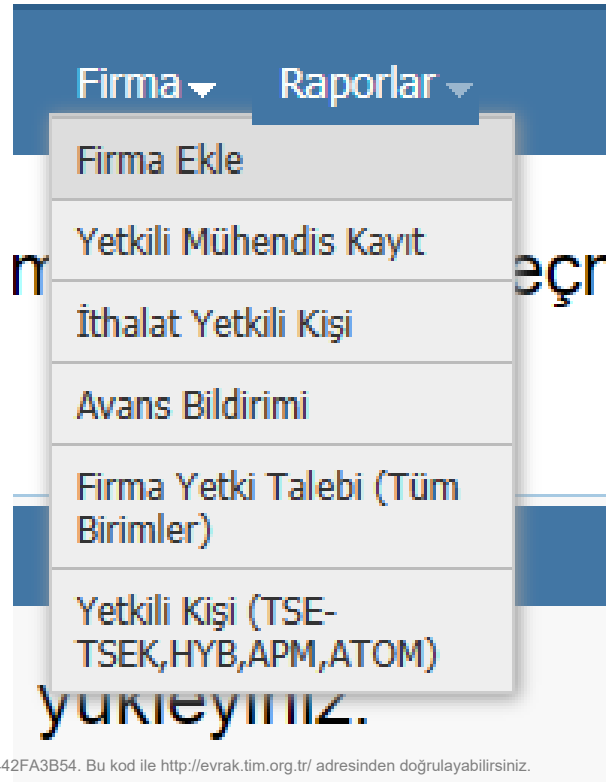 Firma Raporlar
Firma Ekle
Yetkili Mühendis Kayıt
İthalat Yetkili Kişi
Avans Bildirimi
Firma Yetki Talebi (Tüm
Birimler)
Yetkili Kişi (TSE-
TSEK,HYB,APM,ATOM)
yükleyiniz.
42FA3B54. Bu kod ile http://evrak.tim.org.tr/ adresinden doğrulayabilirsiniz.